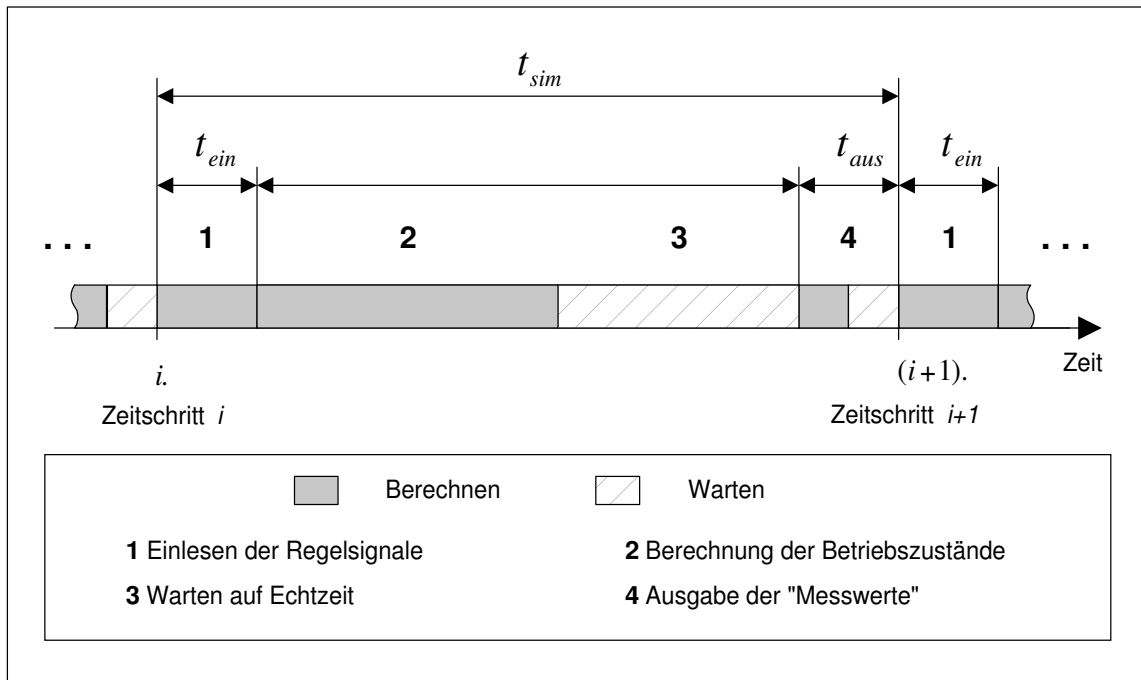 t_sim
t_ein t_aus t_ein
. . . 1 2 3 4 1 . . .
Zeit
i. (i+1).
Zeitschritt i Zeitschritt i+1
Berechnen Warten
1 Einlesen der Regelsignale 2 Berechnung der Betriebszustände
3 Warten auf Echtzeit 4 Ausgabe der "Messwerte"